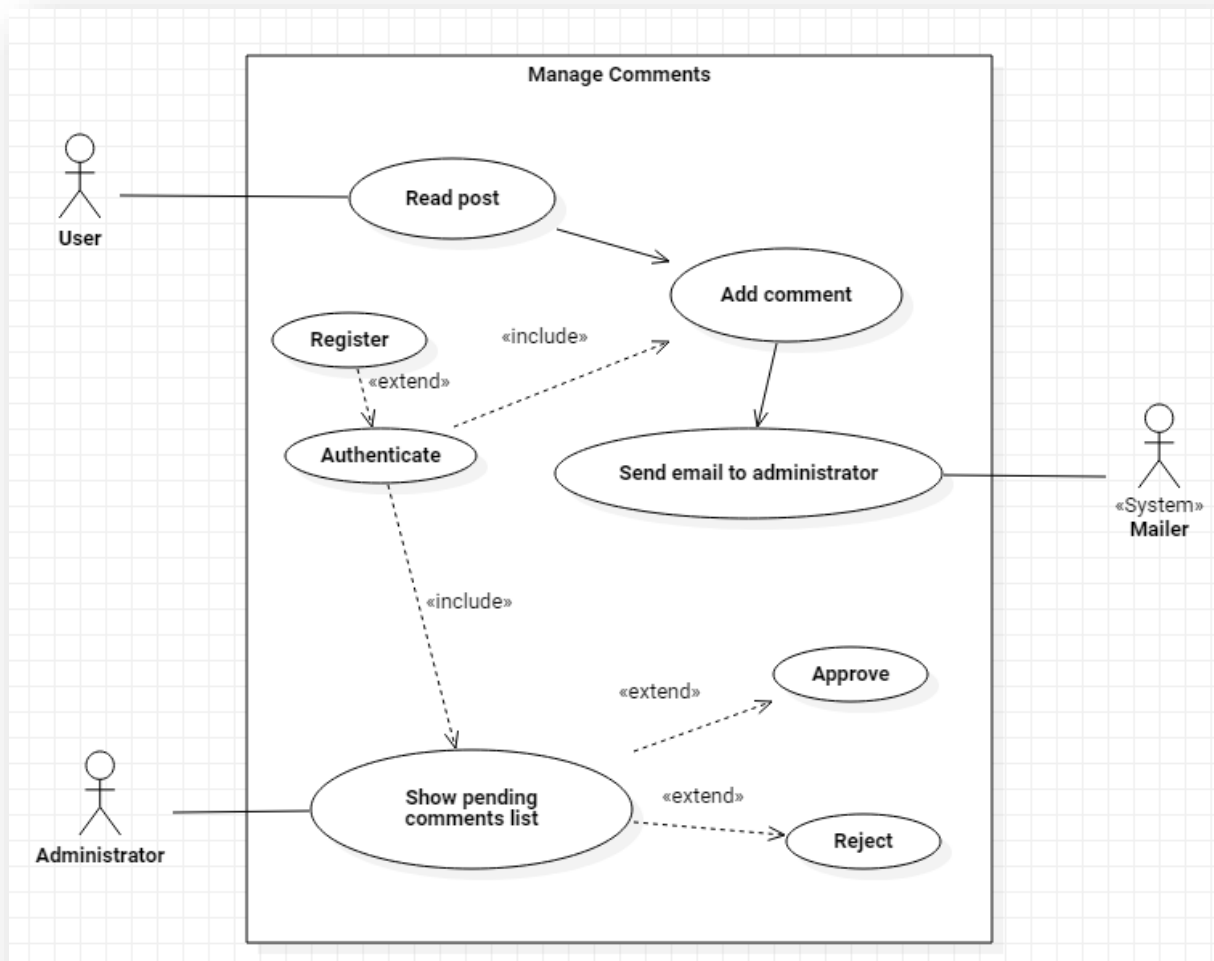 Manage Comments
Read post
User
Add comment
Register
«include»
«extend»
Authenticate
Send email to administrator
«System»
Mailer
«include»
Approve
«extend»
Show pending
comments list
«extend»
Reject
Administrator